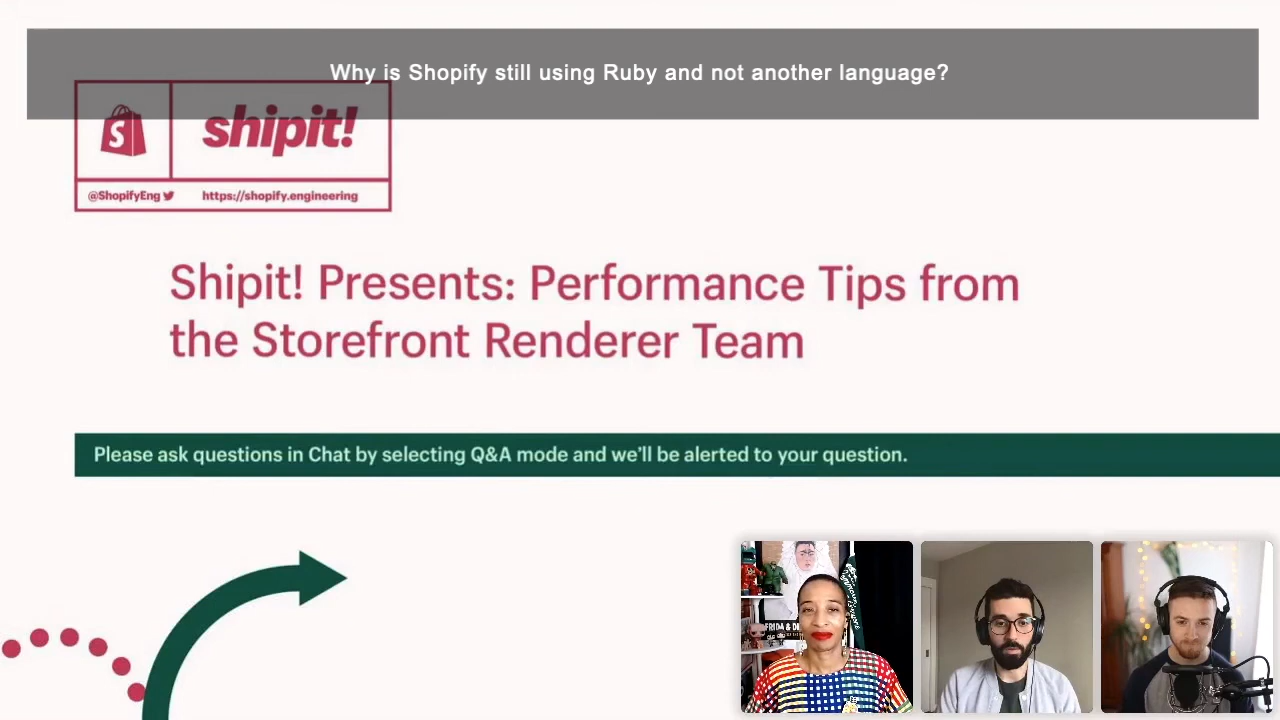 Why is Shopify still using Ruby and not another language?
shipit!
@ShopifyEng https://shopify.engineering
Shipit! Presents: Performance Tips from
the Storefront Renderer Team
Please ask questions in Chat by selecting Q&A mode and we'll be alerted to your question.